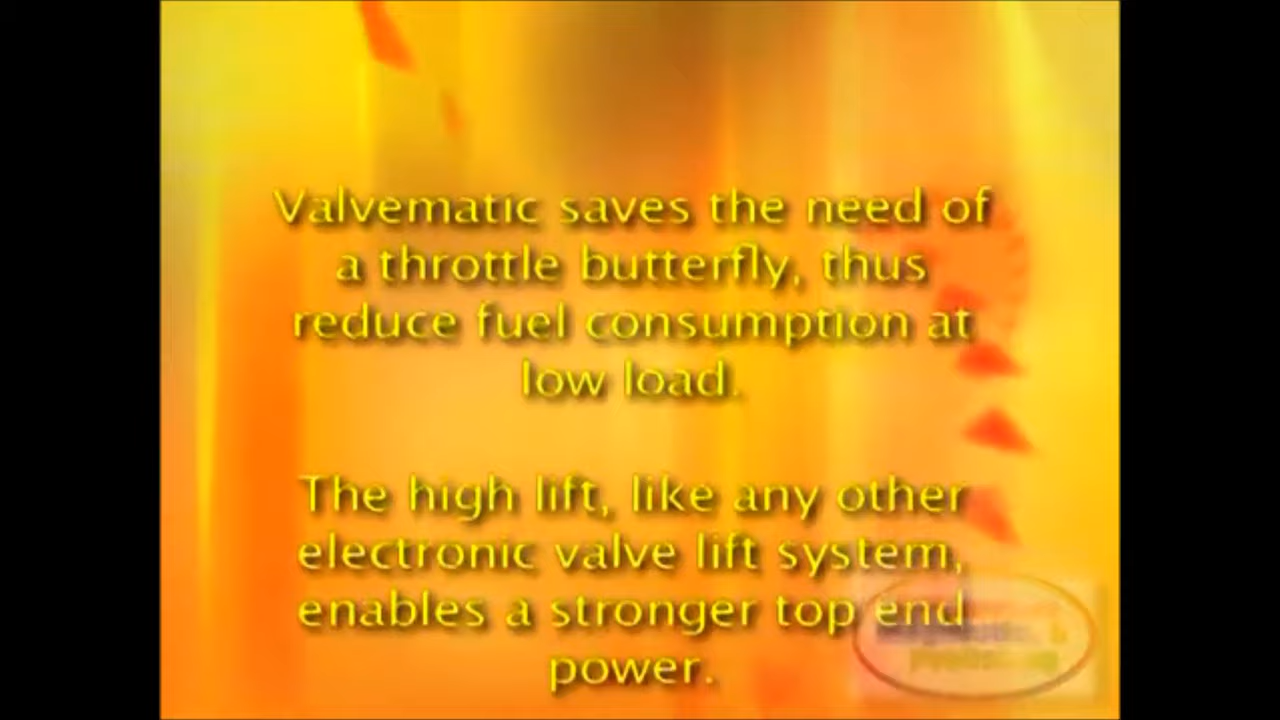 Valvematic saves the need of
a throttle butterfly, thus
reduce fuel consumption at
low load.
The high lift, like any other
electronic valve lift system,
enables a stronger top end
power.